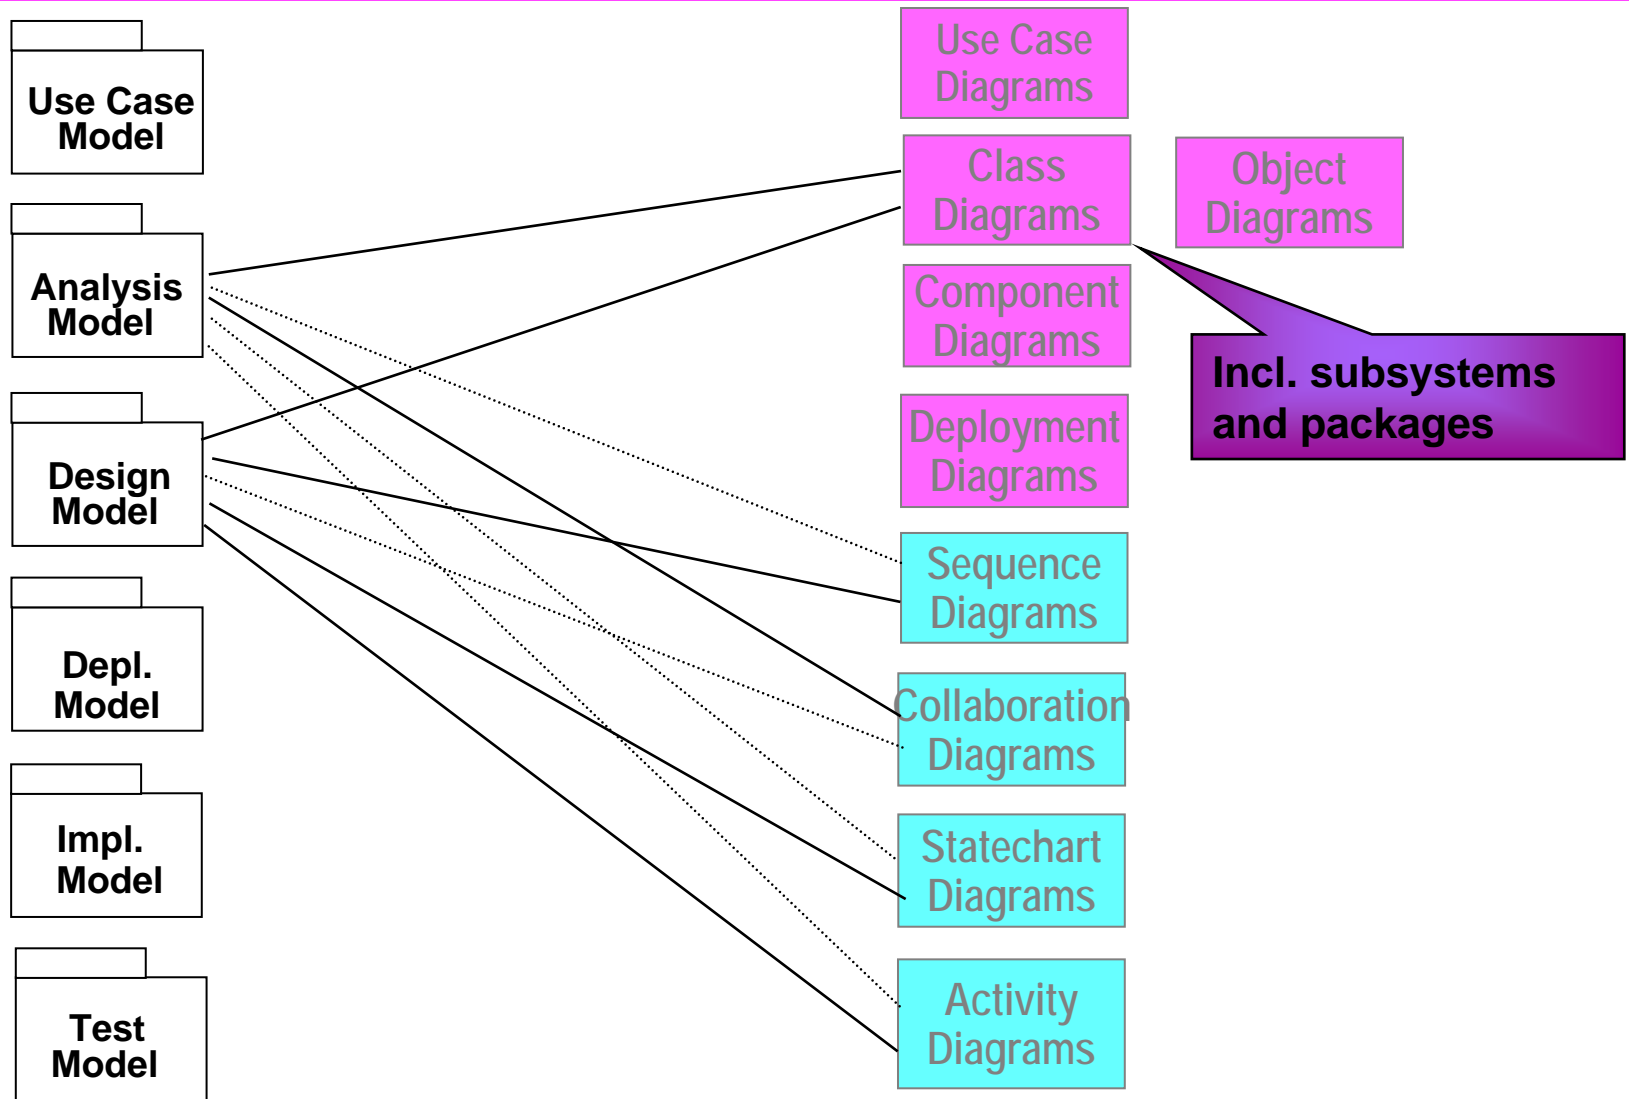 Use Case
Model
Analysis
Model
Design
Model
Depl.
Model
Impl.
Model
Test
Model
Use Case
Diagrams
Class
Diagrams
Object
Diagrams
Component
Diagrams
Incl. subsystems
and packages
Deployment
Diagrams
Sequence
Diagrams
Collaboration
Diagrams
Statechart
Diagrams
Activity
Diagrams